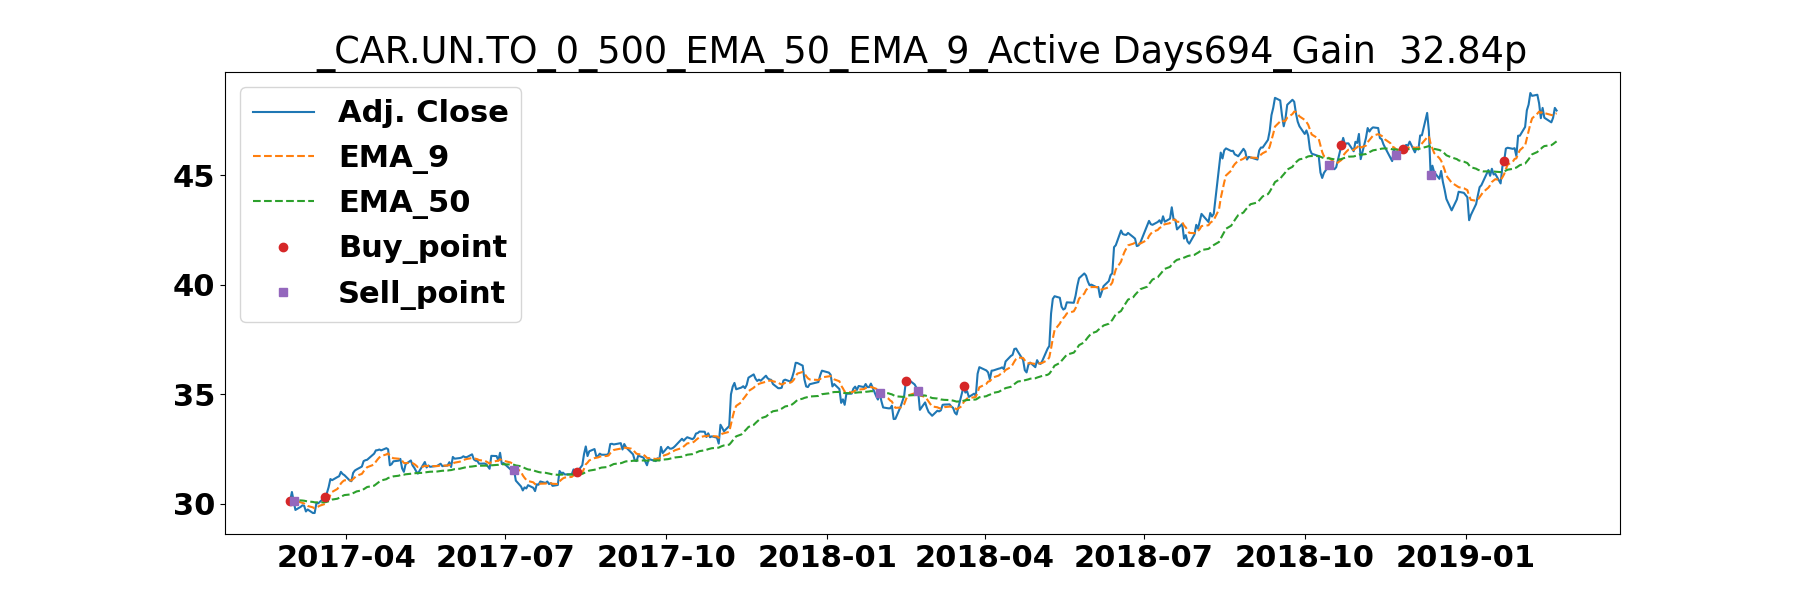 _CAR.UN.TO_0_500_EMA_50_EMA_9_Active Days694_Gain  32.84p
Adj. Close
EMA_9
EMA_50
Buy_point
Sell_point
45
40
35
30
2017-04 2017-07 2017-10 2018-01 2018-04 2018-07 2018-10 2019-01